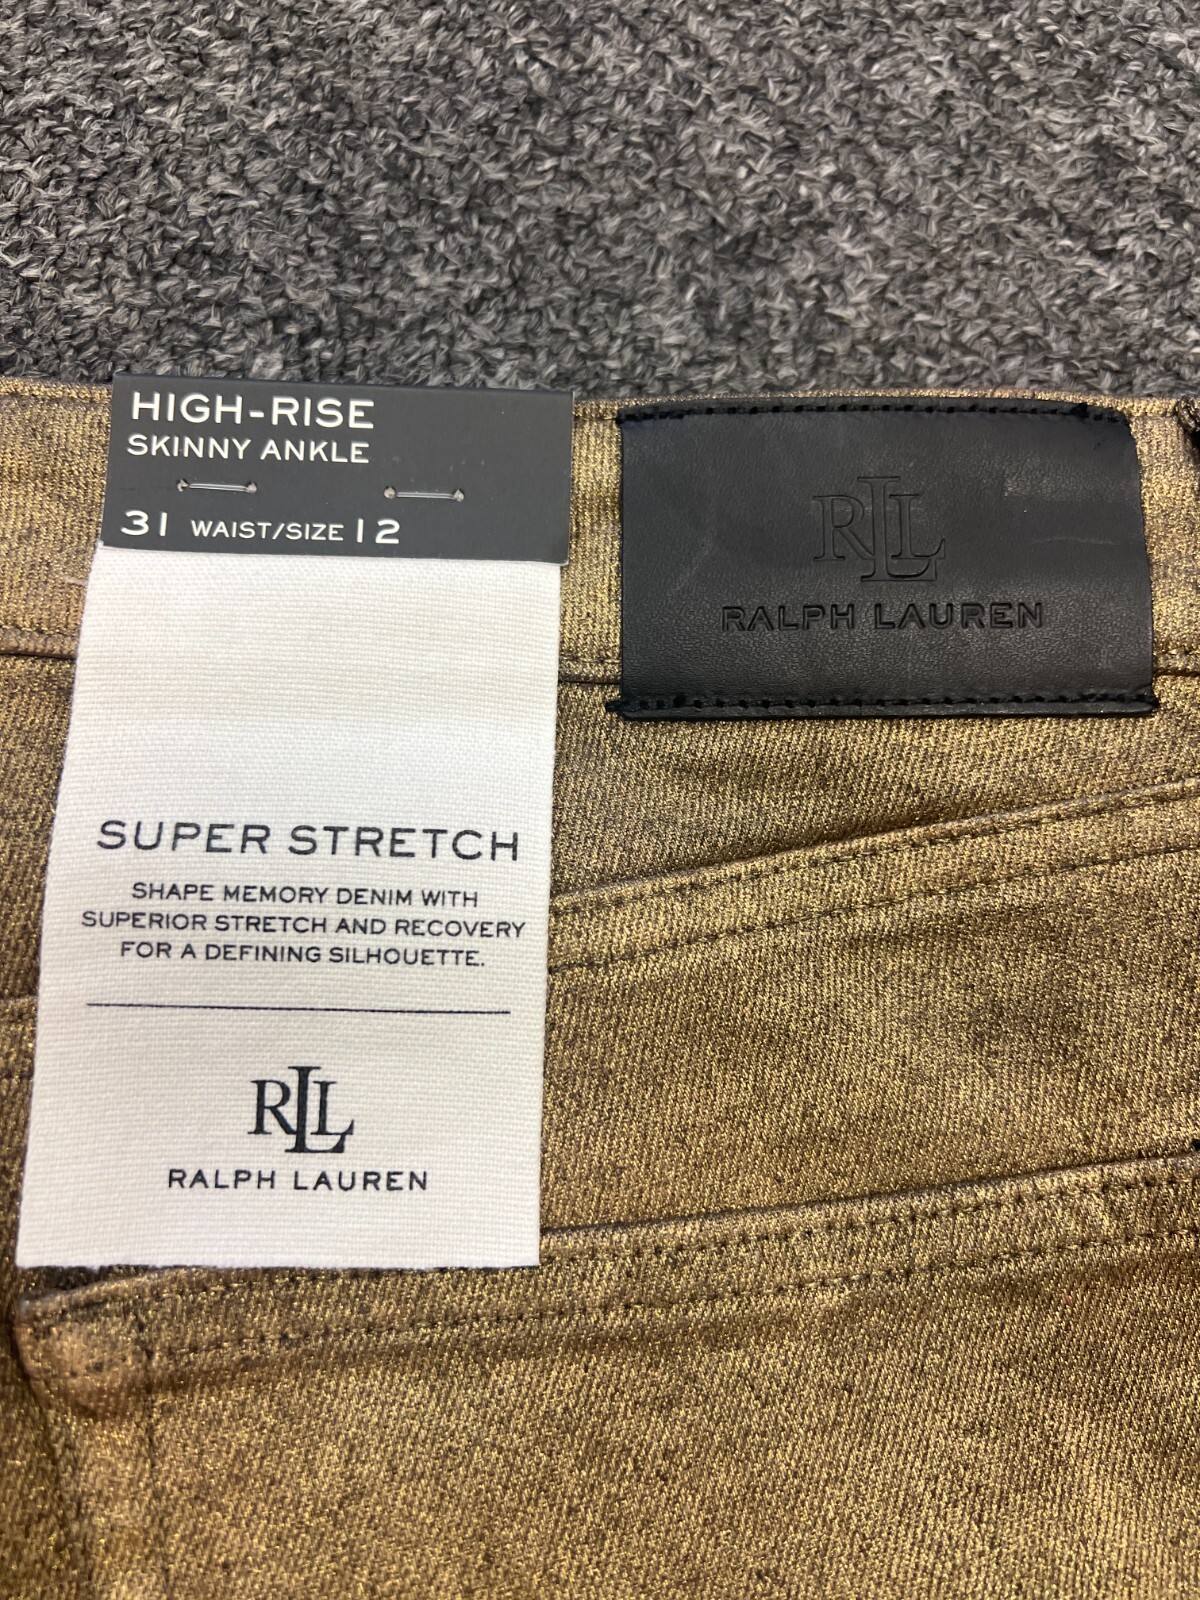 HIGH-RISE
SKINNY ANKLE
31 WAIST/SIZE 12
SUPER STRETCH
SHAPE MEMORY DENIM WITH
SUPERIOR STRETCH AND RECOVERY
FOR A DEFINING SILHOUETTE.
RLL
RALPH LAUREN
RLL
RALPH LAUREN